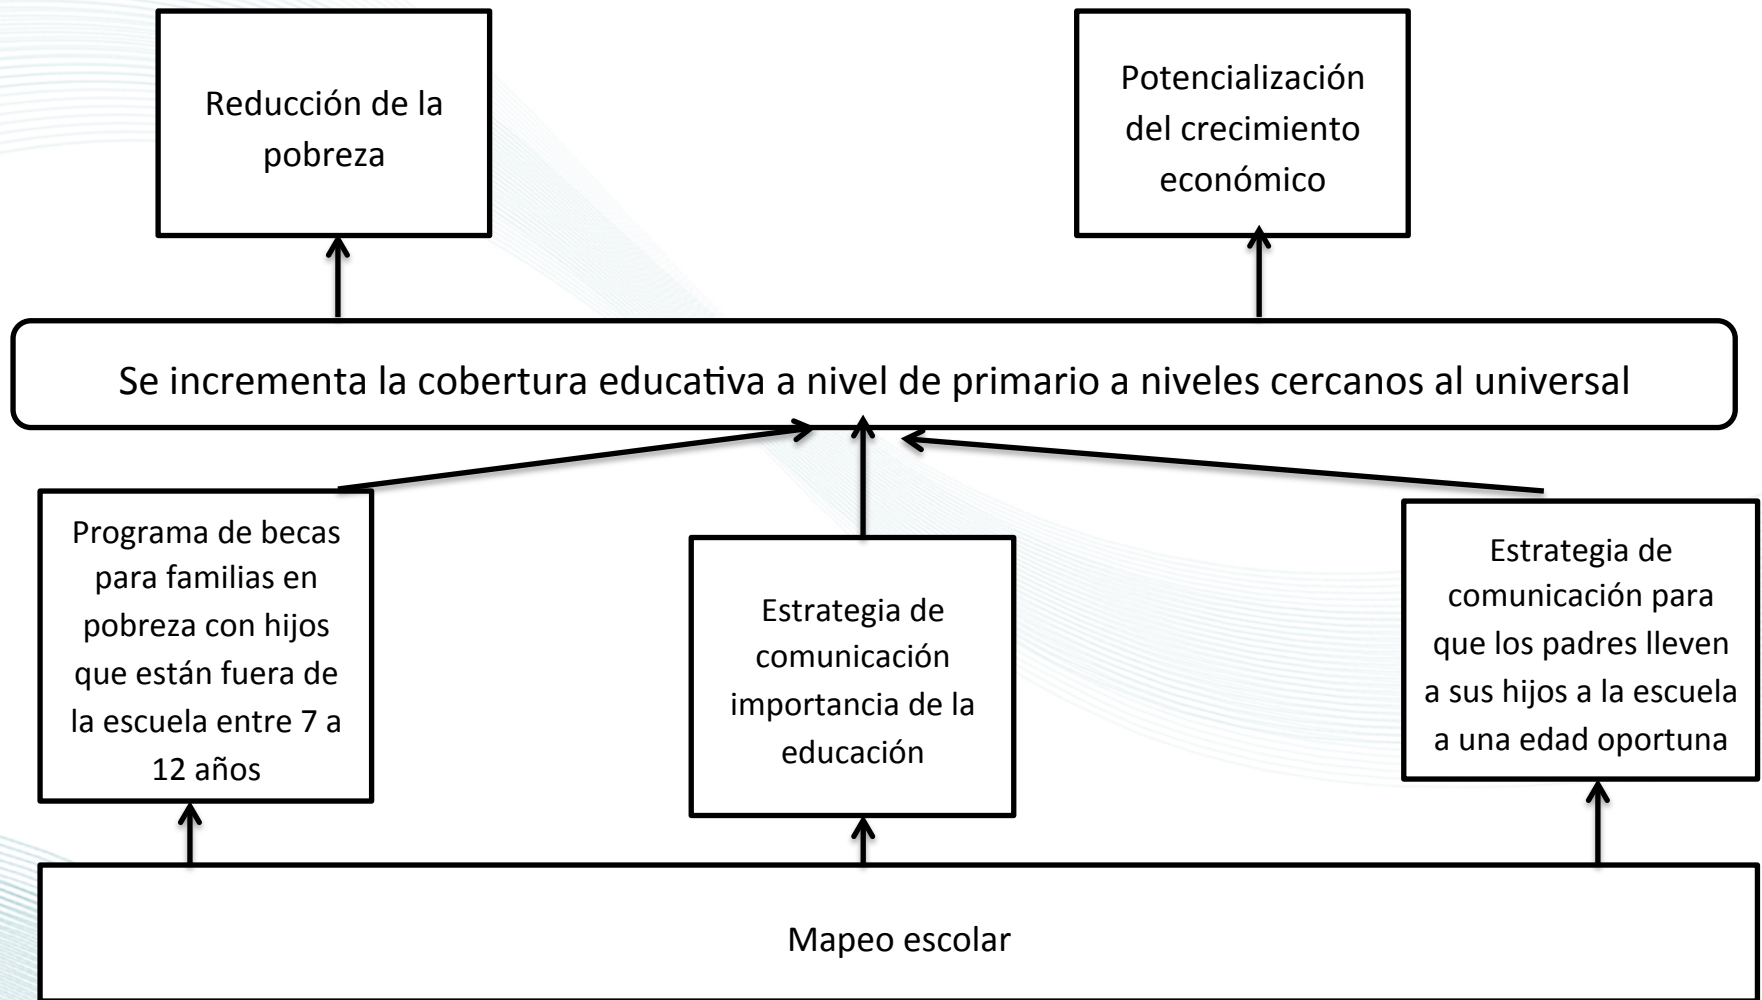 Reducción de la
pobreza
Potencialización
del crecimiento
económico
Se incrementa la cobertura educativa a nivel de primario a niveles cercanos al universal
Programa de becas
para familias en
pobreza con hijos
que están fuera de
la escuela entre 7 a
12 años
Estrategia de
comunicación
importancia de la
educación
Estrategia de
comunicación para
que los padres lleven
a sus hijos a la escuela
a una edad oportuna
Mapeo escolar